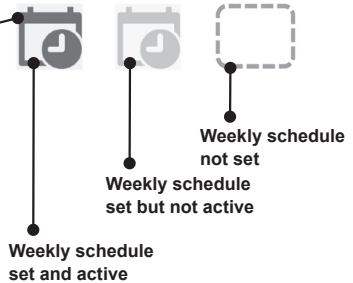 Weekly schedule
not set
Weekly schedule
set but not active
Weekly schedule
set and active